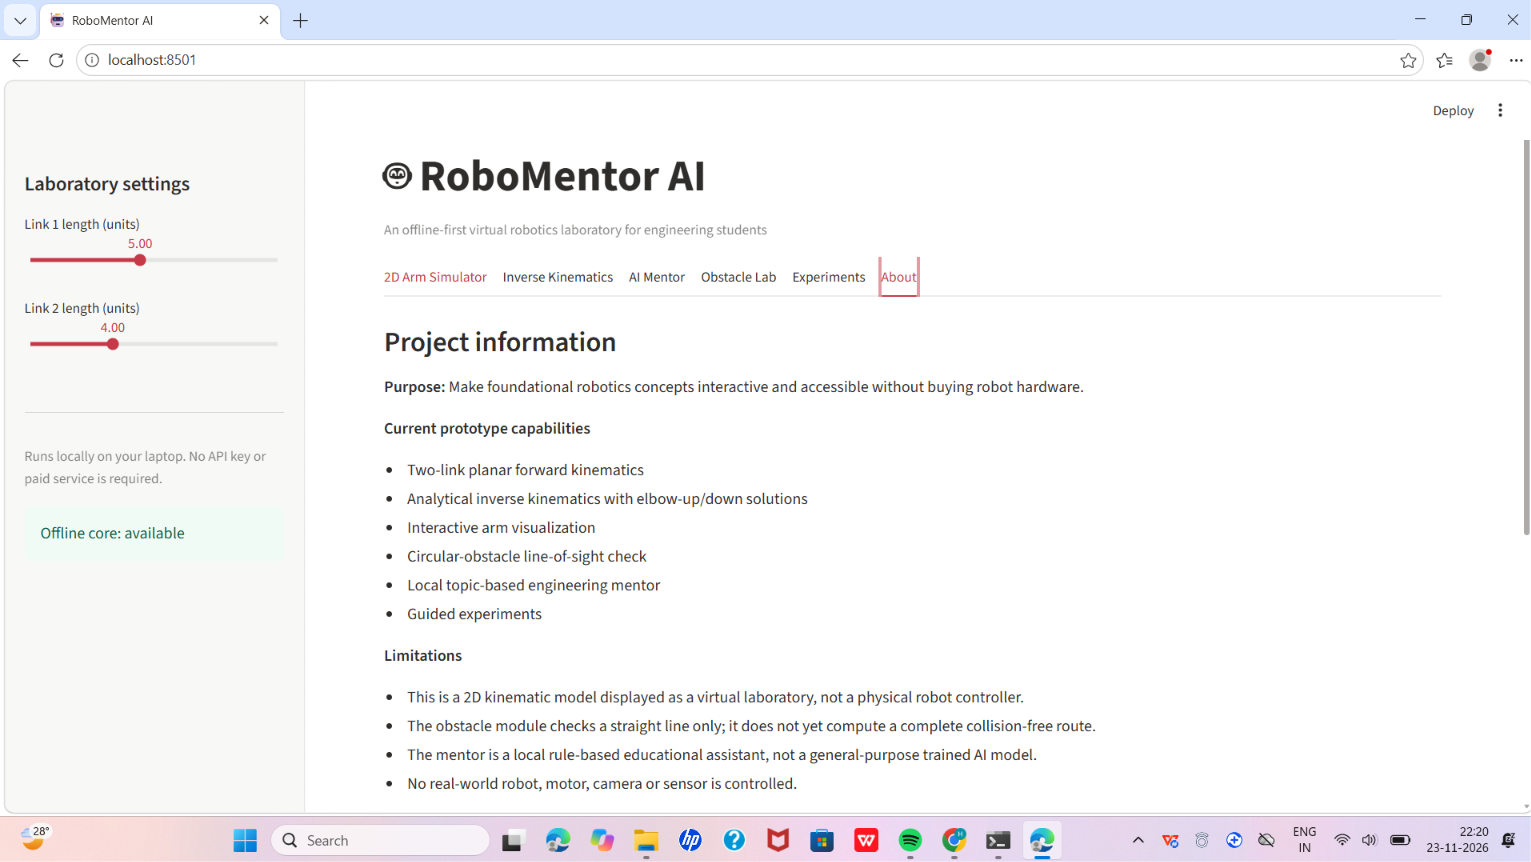 RoboMentor AI
localhost:8501
Deploy
Laboratory settings
Link 1 length (units)
5.00
Link 2 length (units)
4.00
Runs locally on your laptop. No API key or
paid service is required.
Offline core: available
RoboMentor AI
An offline-first virtual robotics laboratory for engineering students
2D Arm Simulator Inverse Kinematics AI Mentor Obstacle Lab Experiments About
Project information
Purpose: Make foundational robotics concepts interactive and accessible without buying robot hardware.
Current prototype capabilities
• Two-link planar forward kinematics
• Analytical inverse kinematics with elbow-up/down solutions
• Interactive arm visualization
• Circular-obstacle line-of-sight check
• Local topic-based engineering mentor
• Guided experiments
Limitations
• This is a 2D kinematic model displayed as a virtual laboratory, not a physical robot controller.
• The obstacle module checks a straight line only; it does not yet compute a complete collision-free route.
• The mentor is a local rule-based educational assistant, not a general-purpose trained AI model.
• No real-world robot, motor, camera or sensor is controlled.
28°
Search
hp
ENG
IN
22:20
23-11-2026